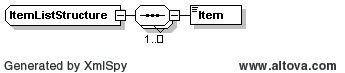 ItemListStructure
Item
1..
Generated by XmlSpy
www.altova.com